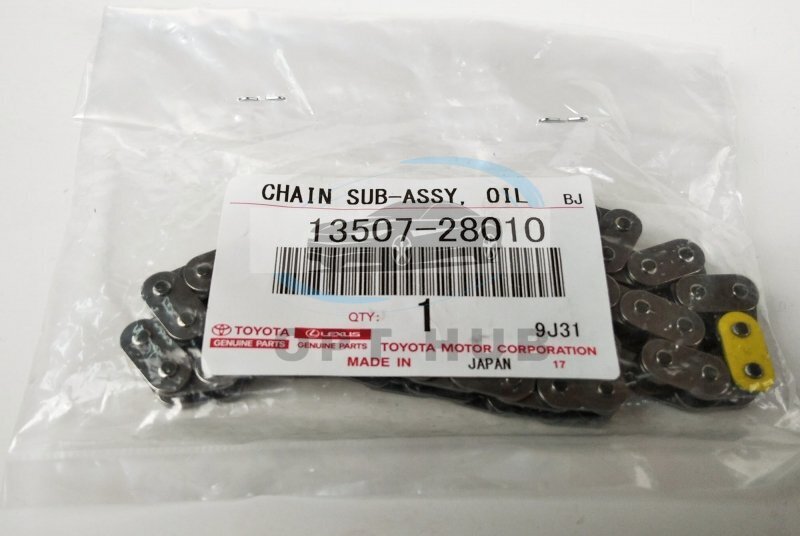 CHAIN SUB-ASSY, OIL BJ
13507-28010
QTY: 1 9J31
TOYOTA LEXUS
GENUINE PARTS GENUINE PARTS TOYOTA MOTOR CORPORATION
MADE IN JAPAN 17
HUB